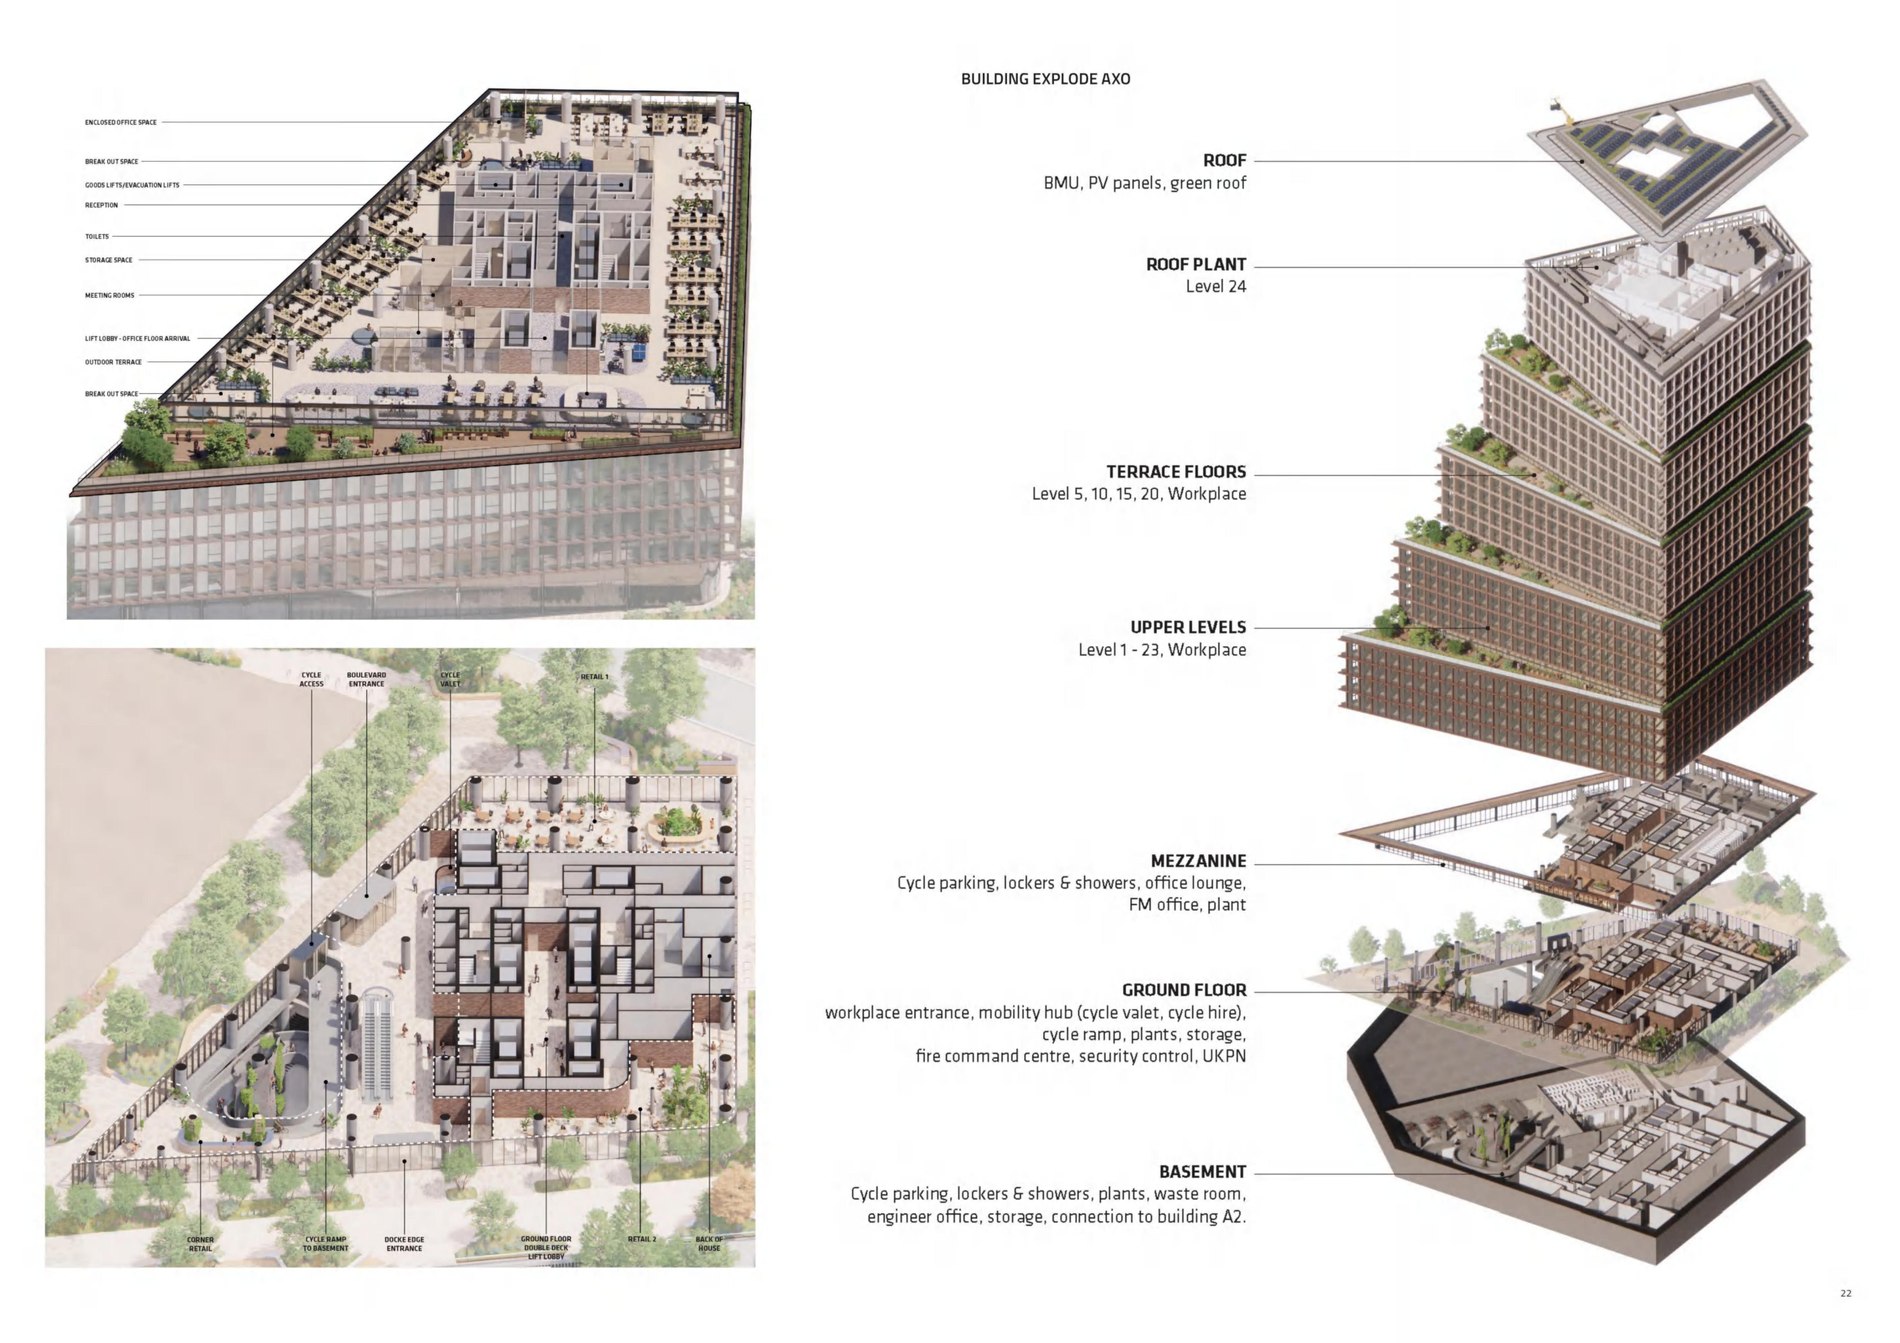 ENCLOSED OFFICE SPACE
BREAK OUT SPACE
GOODS LIFTS/EVACUATION LIFTS
RECEPTION
TOILETS
STORAGE SPACE
MEETING ROOMS
LIFT LOBBY - OFFICE FLOOR ARRIVAL
OUTDOOR TERRACE
BREAK OUT SPACE
CYCLE
ACCESS
BOULEVARD
ENTRANCE
CYCLE
VALET
RETAIL 1
CORNER
RETAIL
CYCLE RAMP
TO BASEMENT
DOCKE EDGE
ENTRANCE
GROUND FLOOR
DOUBLE DECK
LIFT LOBBY
RETAIL 2
BACK OF
HOUSE
BUILDING EXPLODE AXO
ROOF
BMU, PV panels, green roof
ROOF PLANT
Level 24
TERRACE FLOORS
Level 5, 10, 15, 20, Workplace
UPPER LEVELS
Level 1 - 23, Workplace
MEZZANINE
Cycle parking, lockers & showers, office lounge,
FM office, plant
GROUND FLOOR
workplace entrance, mobility hub (cycle valet, cycle hire),
cycle ramp, plants, storage,
fire command centre, security control, UKPN
BASEMENT
Cycle parking, lockers & showers, plants, waste room,
engineer office, storage, connection to building A2.
22